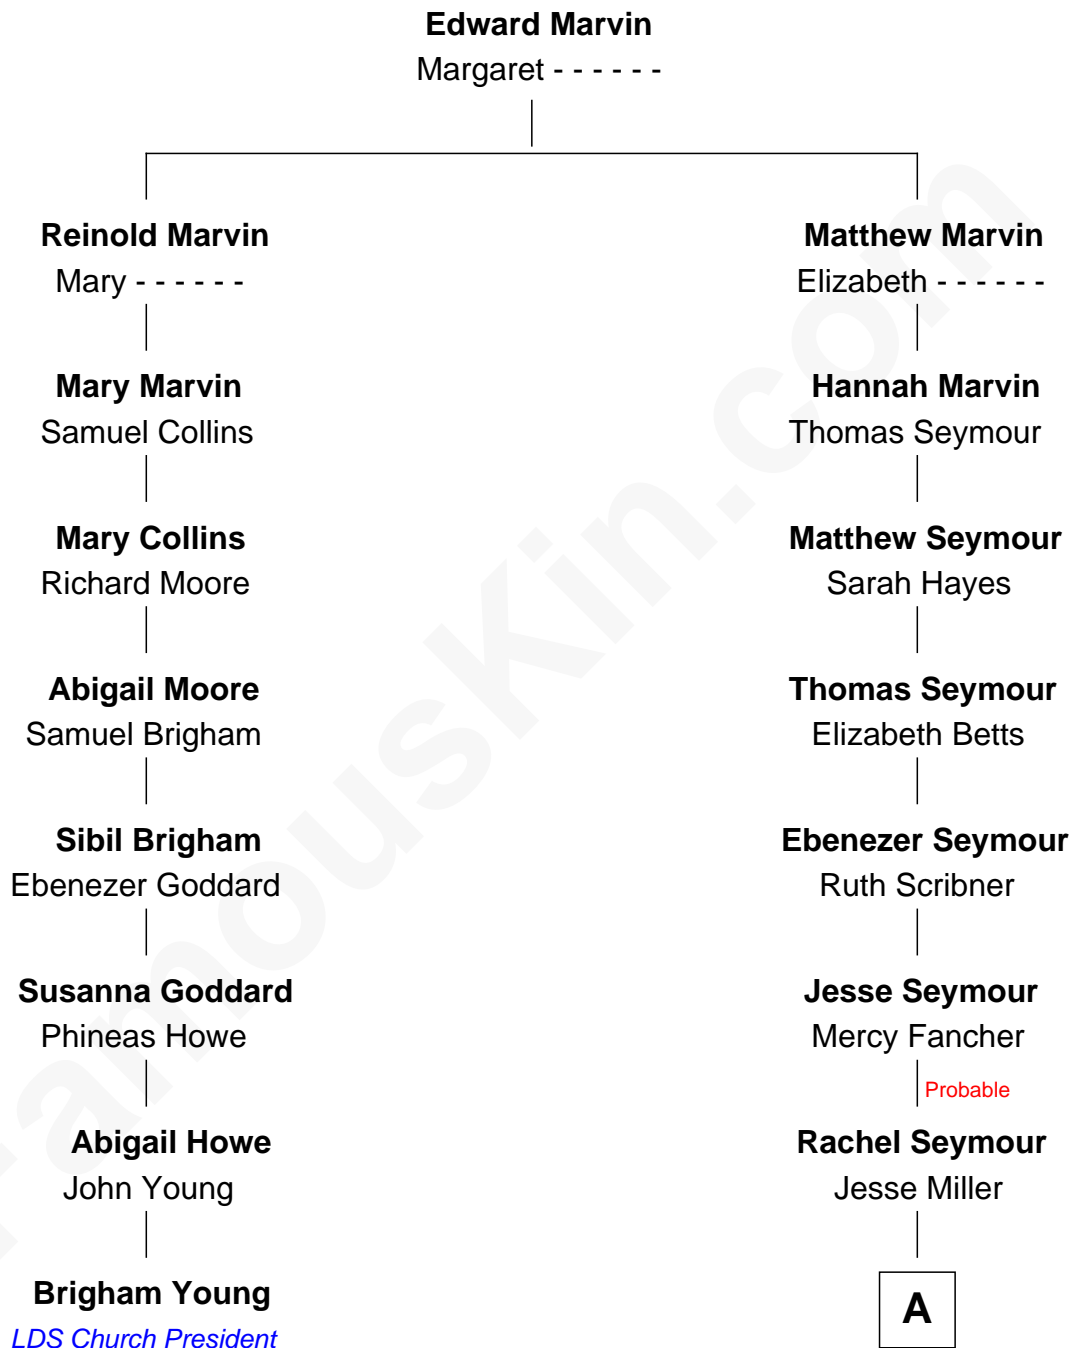 Edward Marvin
Margaret - - - - - -
Reinold Marvin
Mary - - - - - -
Matthew Marvin
Elizabeth - - - - - -
Mary Marvin
Samuel Collins
Hannah Marvin
Thomas Seymour
Mary Collins
Richard Moore
Matthew Seymour
Sarah Hayes
Abigail Moore
Samuel Brigham
Thomas Seymour
Elizabeth Betts
Sibil Brigham
Ebenezer Goddard
Ebenezer Seymour
Ruth Scribner
Susanna Goddard
Phineas Howe
Jesse Seymour
Mercy Fancher
Probable
Abigail Howe
John Young
Rachel Seymour
Jesse Miller
Brigham Young
LDS Church President
A
FamousKin.com